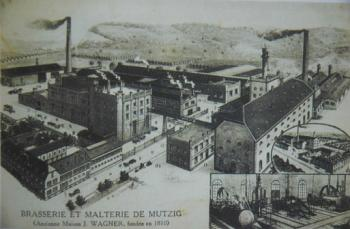 BRASSERIE ET MALTERIE DE MUTZIG
(Ancienne Maison J. WAGNER, fondée en 1810)